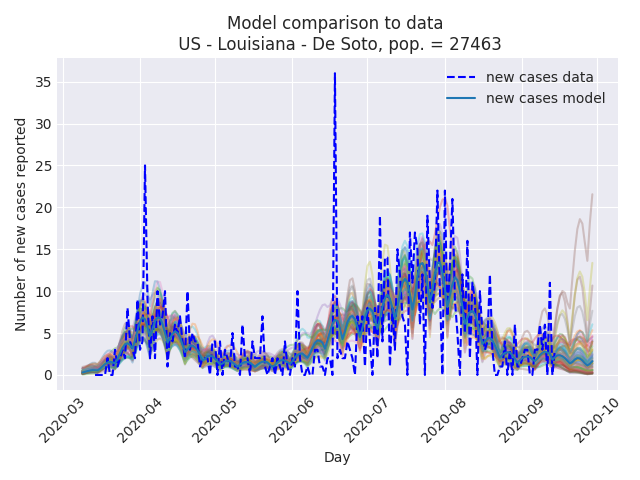 Model comparison to data
US - Louisiana - De Soto, pop. = 27463
new cases data
new cases model
Number of new cases reported
35
30
25
20
15
10
5
0
2020-03
2020-04
2020-05
2020-06
2020-07
2020-08
2020-09
2020-10
Day